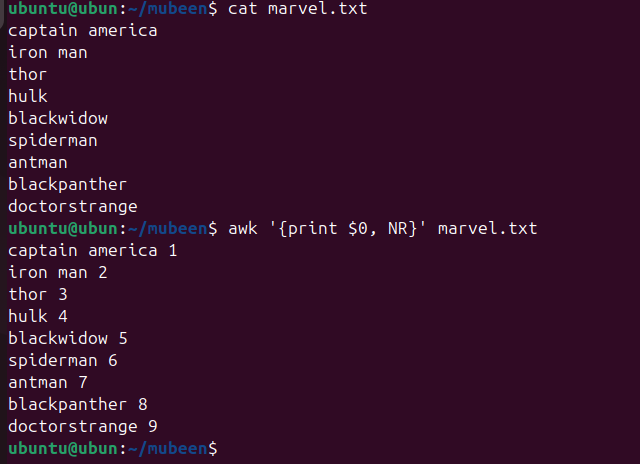 ubuntu@ubun:~/mubeen$ cat marvel.txt
captain america
iron man
thor
hulk
blackwidow
spiderman
antman
blackpanther
doctorstrange
ubuntu@ubun:~/mubeen$ awk '{print $0, NR}' marvel.txt
captain america 1
iron man 2
thor 3
hulk 4
blackwidow 5
spiderman 6
antman 7
blackpanther 8
doctorstrange 9
ubuntu@ubun:~/mubeen$